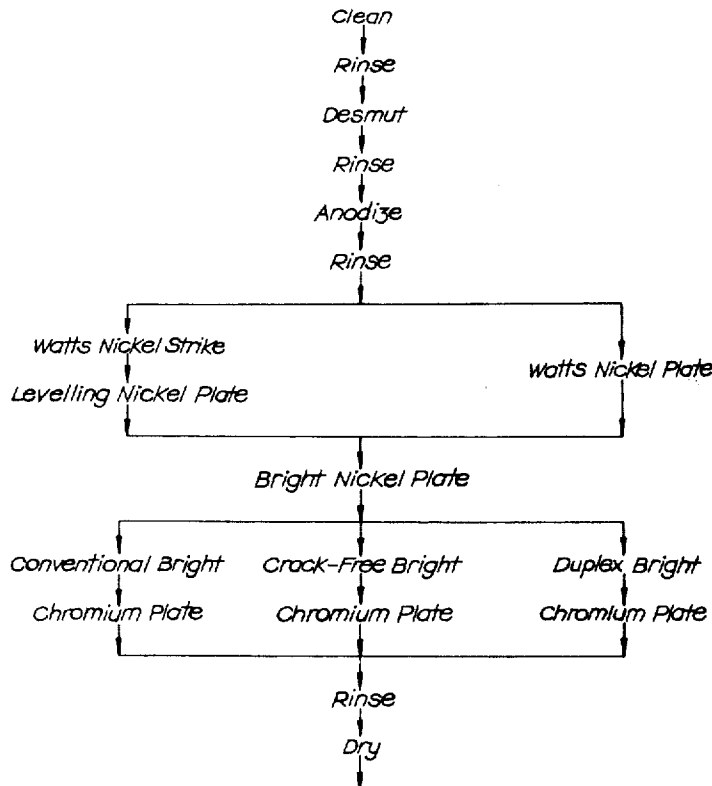 Clean
Rinse
Desmut
Rinse
Anodize
Rinse
Watts Nickel Strike
Levelling Nickel Plate
Watts Nickel Plate
Bright Nickel Plate
Conventional Bright
Chromium Plate
Crack-Free Bright
Chromium Plate
Duplex Bright
Chromium Plate
Rinse
Dry